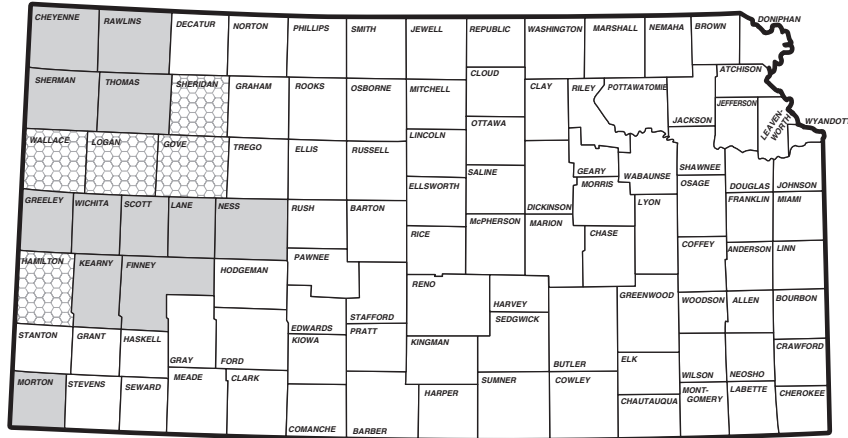 CHEYENNE
RAWLINS
DECATUR
NORTON
PHILLIPS
SMITH
JEWELL
REPUBLIC
WASHINGTON
MARSHALL
NEMAHA
BROWN
DONIPHAN
SHERMAN
THOMAS
SHERIDAN
GRAHAM
ROOKS
OSBORNE
MITCHELL
CLOUD
CLAY
RILEY
POTTAWATOMIE
JACKSON
ATCHISON
JEFFERSON
LEAVEN-
WORTH
WYANDOTT
WALLACE
LOGAN
GOVE
TREGO
ELLIS
RUSSELL
LINCOLN
OTTAWA
SALINE
DICKINSON
GEARY
MORRIS
WABAUNSE
SHAWNEE
OSAGE
DOUGLAS
JOHNSON
GREELEY
WICHITA
SCOTT
LANE
NESS
RUSH
BARTON
ELLSWORTH
RICE
McPHERSON
MARION
CHASE
LYON
COFFEY
FRANKLIN
MIAMI
ANDERSON
LINN
HAMILTON
KEARNY
FINNEY
HODGEMAN
PAWNEE
STAFFORD
RENO
HARVEY
SEDGWICK
BUTLER
GREENWOOD
WOODSON
ALLEN
BOURBON
STANTON
GRANT
HASKELL
GRAY
FORD
EDWARDS
KIOWA
PRATT
KINGMAN
ELK
WILSON
NEOSHO
CRAWFORD
MORTON
STEVENS
SEWARD
MEADE
CLARK
COMANCHE
BARBER
HARPER
SUMNER
COWLEY
CHAUTAUQUA
MONT-
GOMERY
LABETTE
CHEROKEE